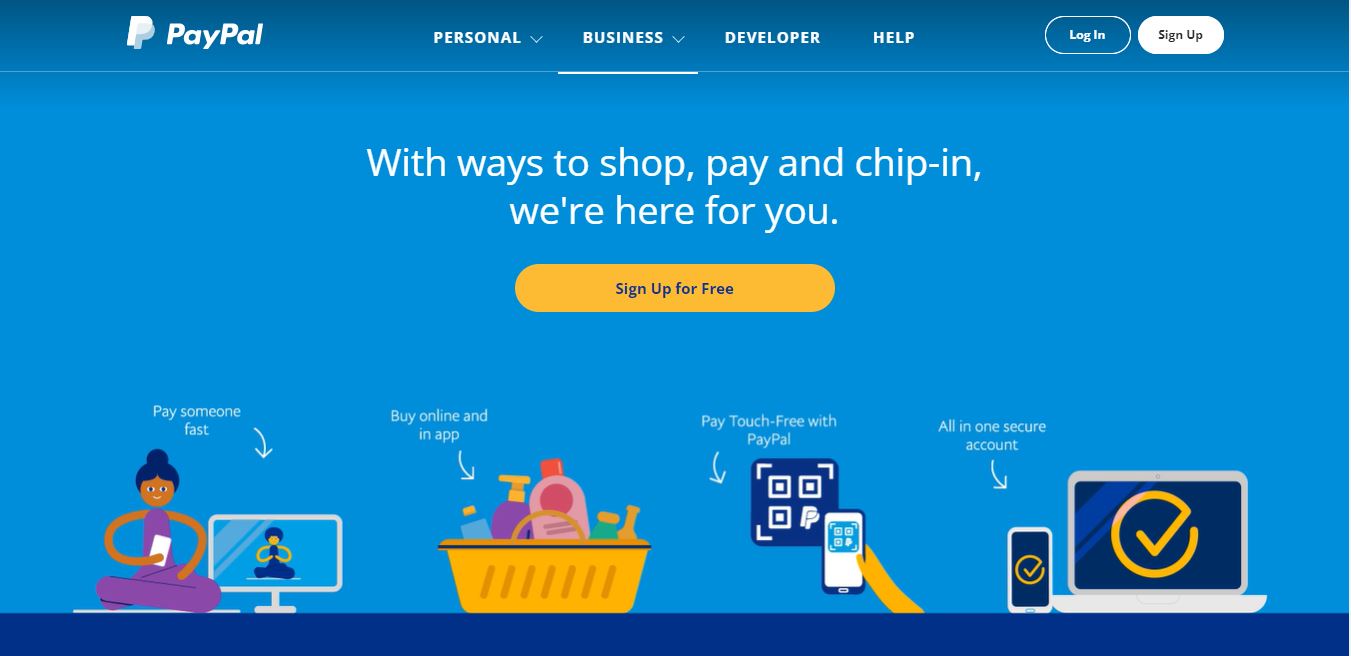 PayPal
PERSONAL
BUSINESS
DEVELOPER
HELP
Log In
Sign Up
With ways to shop, pay and chip-in,
we're here for you.
Sign Up for Free
Pay someone
fast
Buy online and
in app
Pay Touch-Free with
PayPal
All in one secure
account